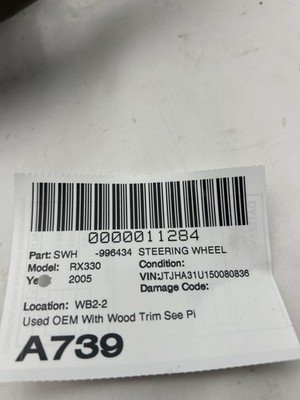 0000011284
Part: SWH -996434 STEERING WHEEL
Model: RX330 Condition:
Ye 2005 VIN:JTJHA31U150080836
Damage Code:
Location: WB2-2
Used OEM With Wood Trim See Pi
A739